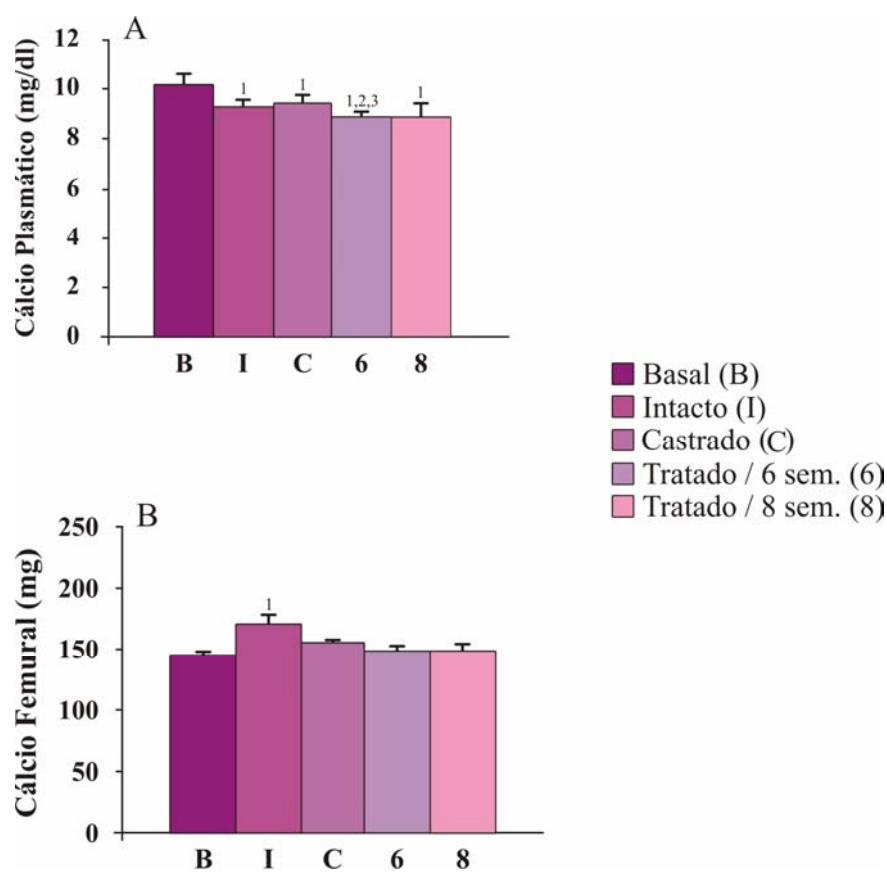 A
Cálcio Plasmático (mg/dl)
12
10
8
6
4
2
0
1
1
1,2,3
1
B I C 6 8
Basal (B)
Intacto (I)
Castrado (C)
Tratado / 6 sem. (6)
Tratado / 8 sem. (8)
B
Cálcio Femural (mg)
250
200
150
100
50
0
1
B I C 6 8